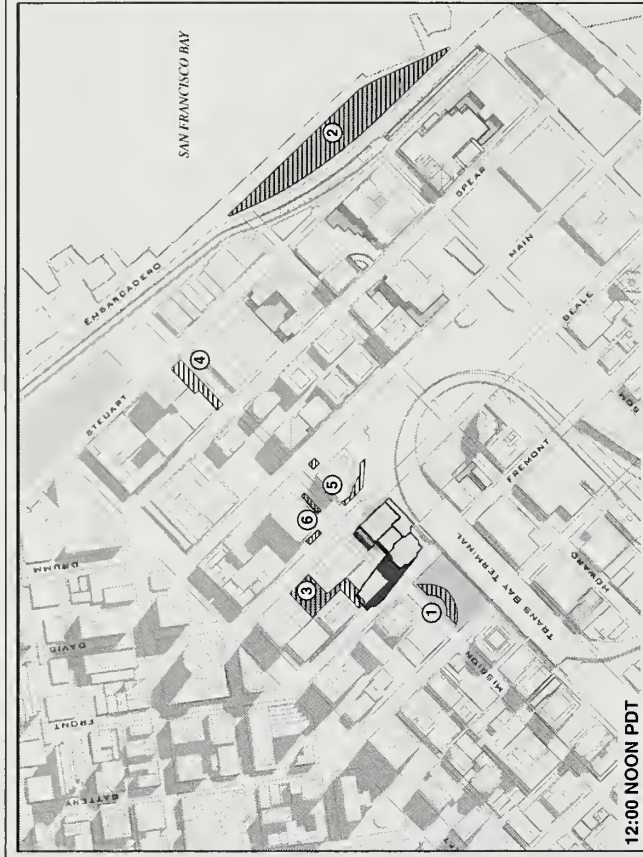 SAN FRANCISCO BAY
EMBARCADERO
STEUART
DRUMM
DAVIS
FRONT
BATTERY
SPEAR
MAIN
BEALE
FREMONT
HOWARD
TRANS BAY TERMINAL
MISSION
1
2
3
4
5
6
12:00 NOON PDT